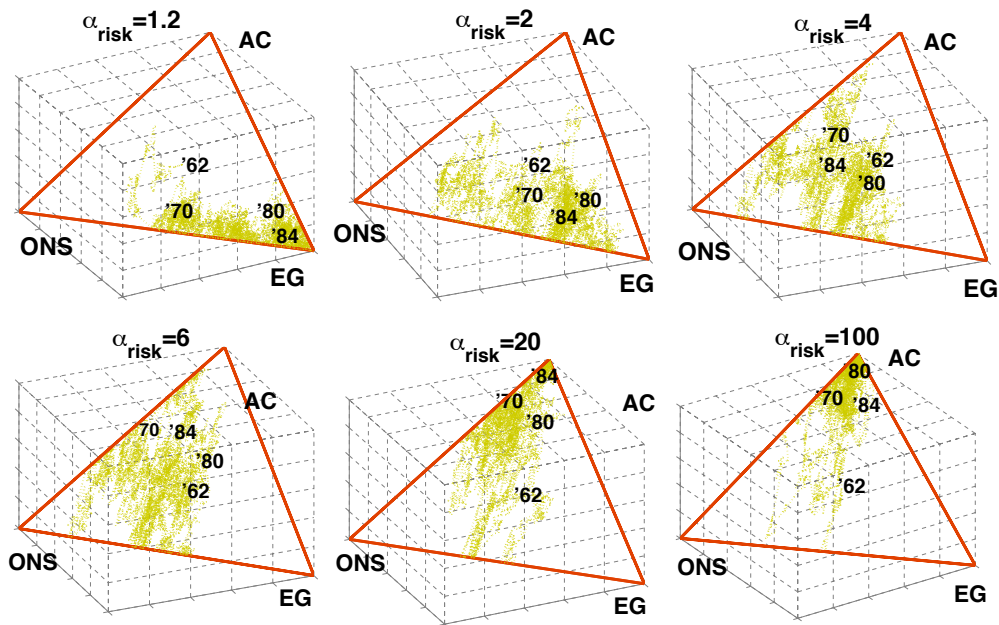 α_risk=1.2
AC
'62
'70
'80
'84
ONS
EG
α_risk=2
AC
'62
'70
'80
'84
ONS
EG
α_risk=4
AC
'70
'84
'62
'80
ONS
EG
α_risk=6
AC
70
'84
'80
'62
ONS
EG
α_risk=20
'84
AC
'70
'80
'62
ONS
EG
α_risk=100
AC
80
'70
'84
'62
ONS
EG